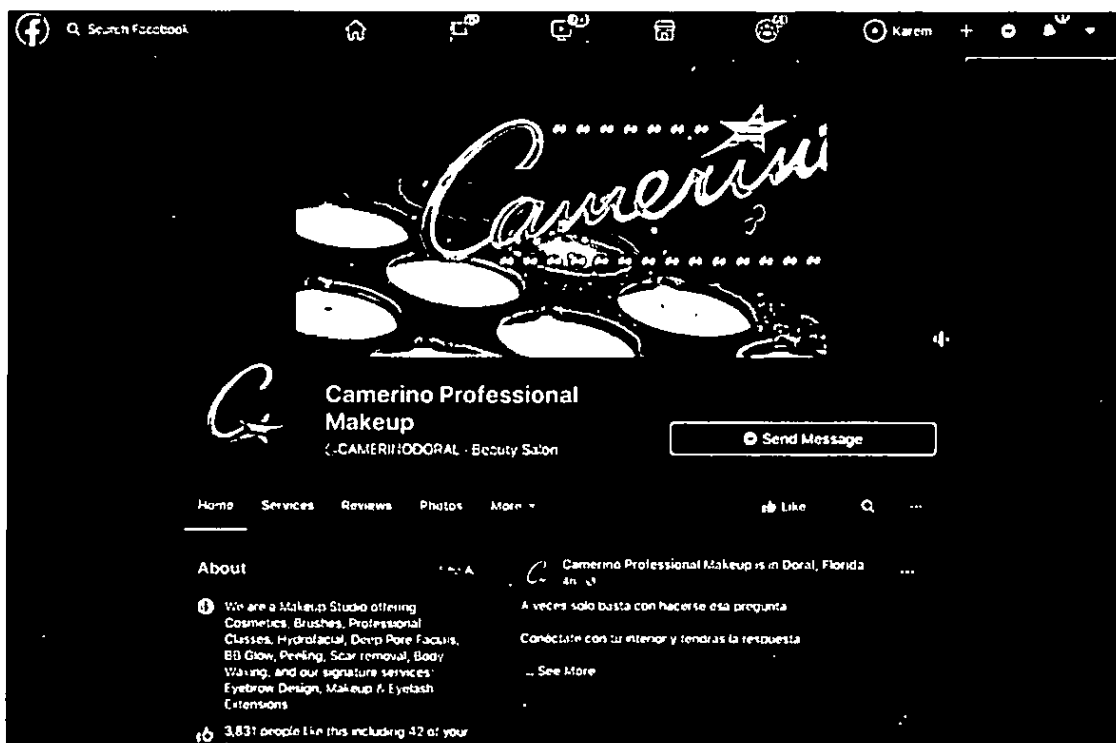 Search Facebook
Karem
Camerino
Camerino Professional
Makeup
CAMERINODORAL · Beauty Salon
Send Message
Home Services Reviews Photos More
Like
About
Camerino Professional Makeup is in Doral, Florida
4h
We are a Makeup Studio offering
Cosmetics, Brushes, Professional
Classes, Hydrofacial, Deep Pore Facials,
BB Glow, Peeling, Scar removal, Body
Waxing, and our signature services:
Eyebrow Design, Makeup & Eyelash
Extensions
3,831 people like this including 42 of your
A veces solo basta con hacerse esa pregunta
Conéctate con tu interior y tendras la respuesta
... See More